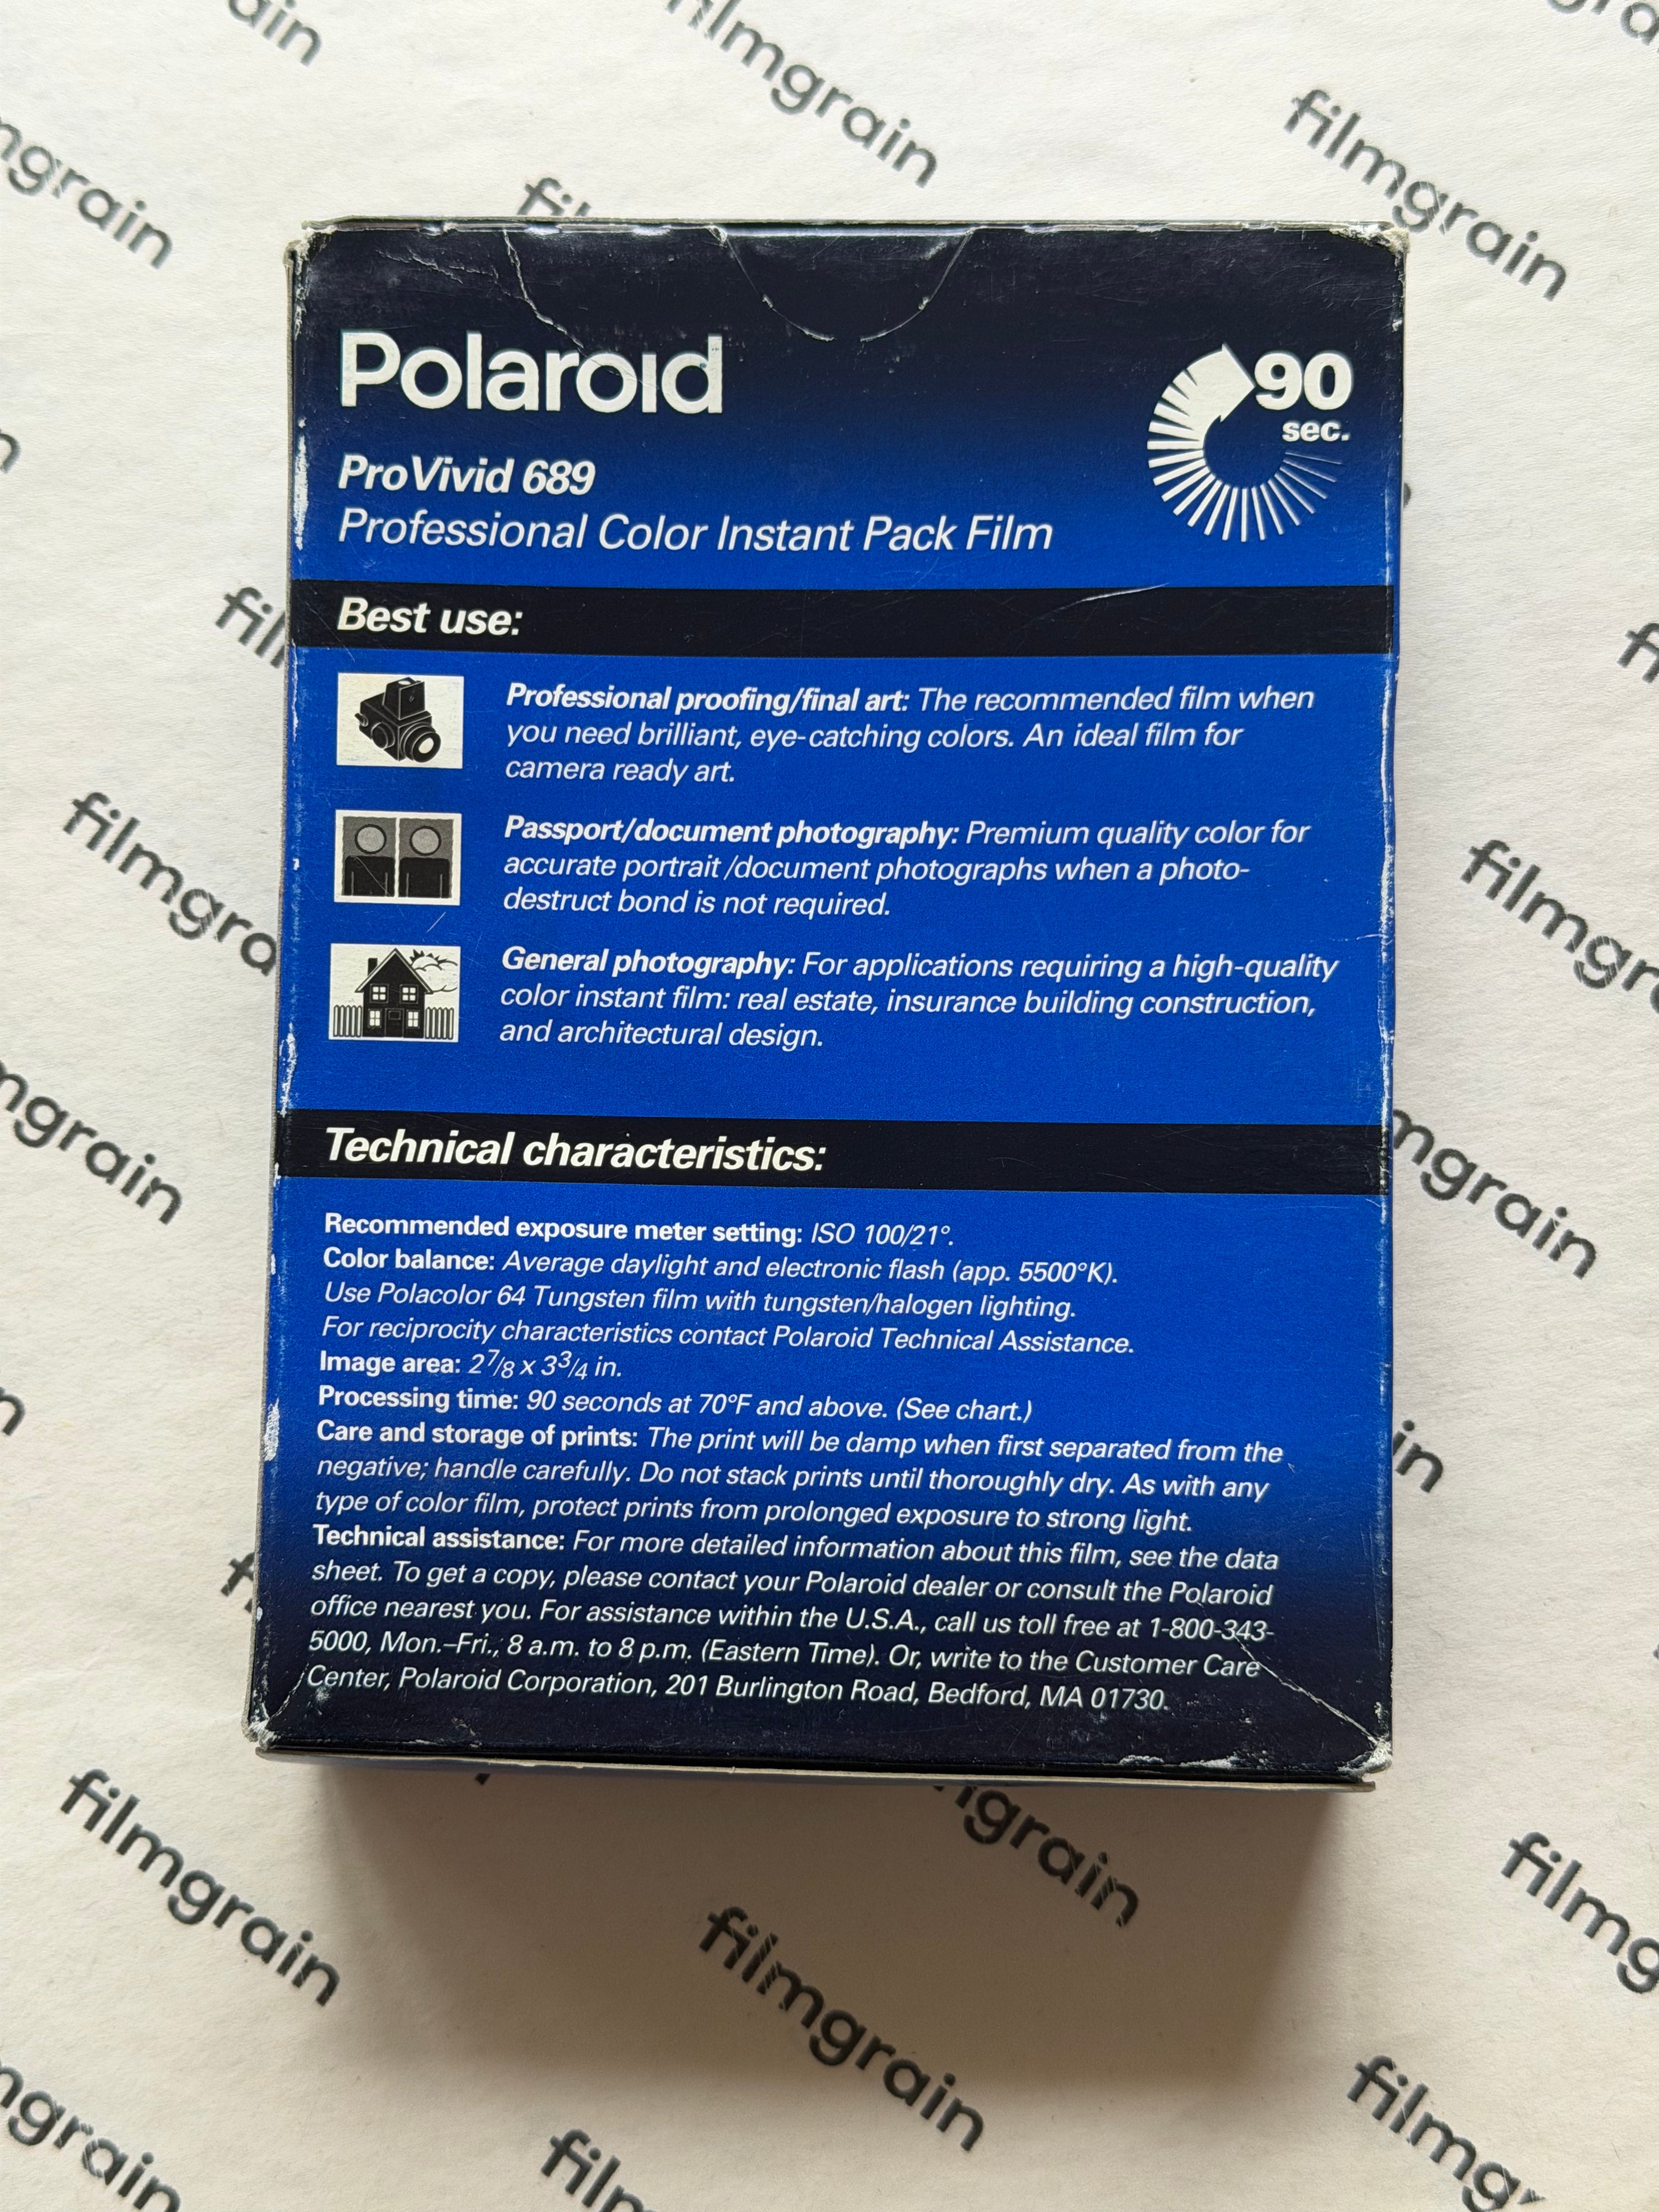 Polaroid
90
sec.
ProVivid 689
Professional Color Instant Pack Film
Best use:
Professional proofing/final art: The recommended film when
you need brilliant, eye-catching colors. An ideal film for
camera ready art.
Passport/document photography: Premium quality color for
accurate portrait/document photographs when a photo-
destruct bond is not required.
General photography: For applications requiring a high-quality
color instant film: real estate, insurance building construction,
and architectural design.
Technical characteristics:
Recommended exposure meter setting: ISO 100/21°.
Color balance: Average daylight and electronic flash (app. 5500°K).
Use Polacolor 64 Tungsten film with tungsten/halogen lighting.
For reciprocity characteristics contact Polaroid Technical Assistance.
Image area: 2 7/8 x 3 3/4 in.
Processing time: 90 seconds at 70°F and above. (See chart.)
Care and storage of prints: The print will be damp when first separated from the
negative; handle carefully. Do not stack prints until thoroughly dry. As with any
type of color film, protect prints from prolonged exposure to strong light.
Technical assistance: For more detailed information about this film, see the data
sheet. To get a copy, please contact your Polaroid dealer or consult the Polaroid
office nearest you. For assistance within the U.S.A., call us toll free at 1-800-343-
5000, Mon.–Fri., 8 a.m. to 8 p.m. (Eastern Time). Or, write to the Customer Care
Center, Polaroid Corporation, 201 Burlington Road, Bedford, MA 01730.
filmgrain
filmgrain
filmgrain
filmgrain